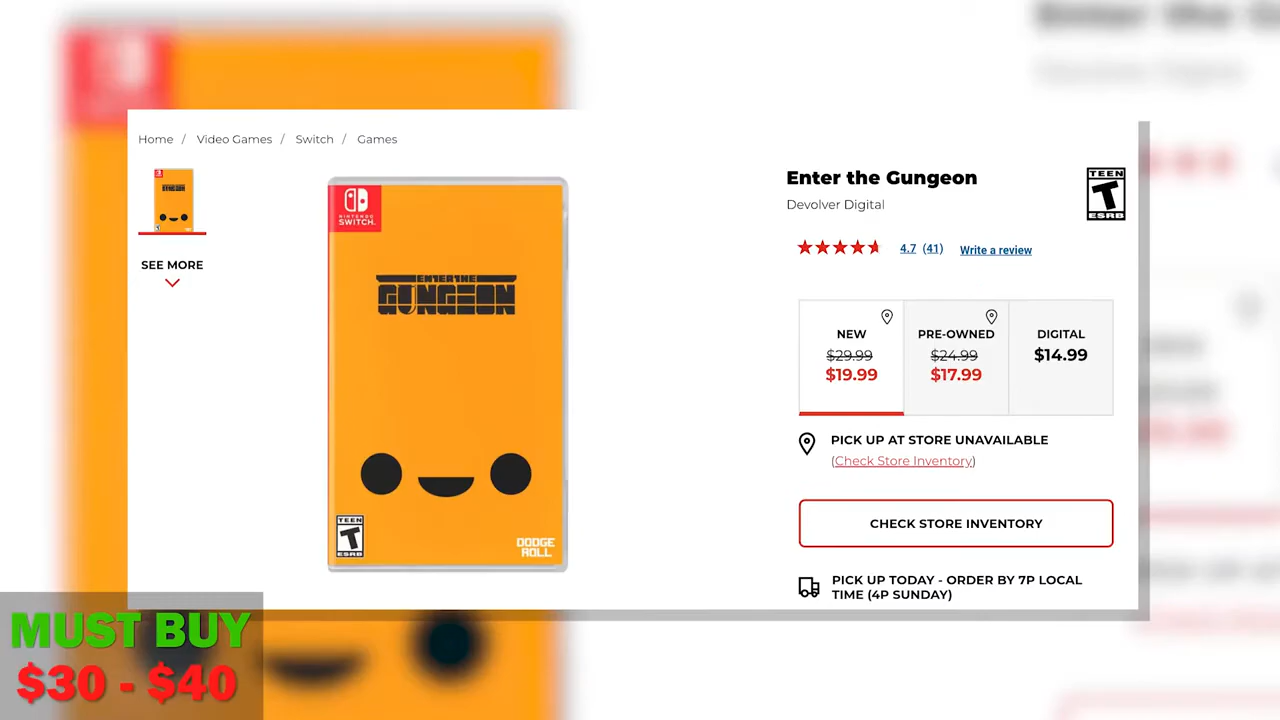 Home / Video Games / Switch / Games
SEE MORE
NINTENDO
SWITCH.
ENTER THE
GUNGEON
TEEN
T
ESRB
DODGE
ROLL
Enter the Gungeon
Devolver Digital
TEEN
T
ESRB
4.7 (41) Write a review
NEW
$29.99
$19.99
PRE-OWNED
$24.99
$17.99
DIGITAL
$14.99
PICK UP AT STORE UNAVAILABLE
(Check Store Inventory)
CHECK STORE INVENTORY
PICK UP TODAY - ORDER BY 7P LOCAL
TIME (4P SUNDAY)
MUST BUY
$30 - $40